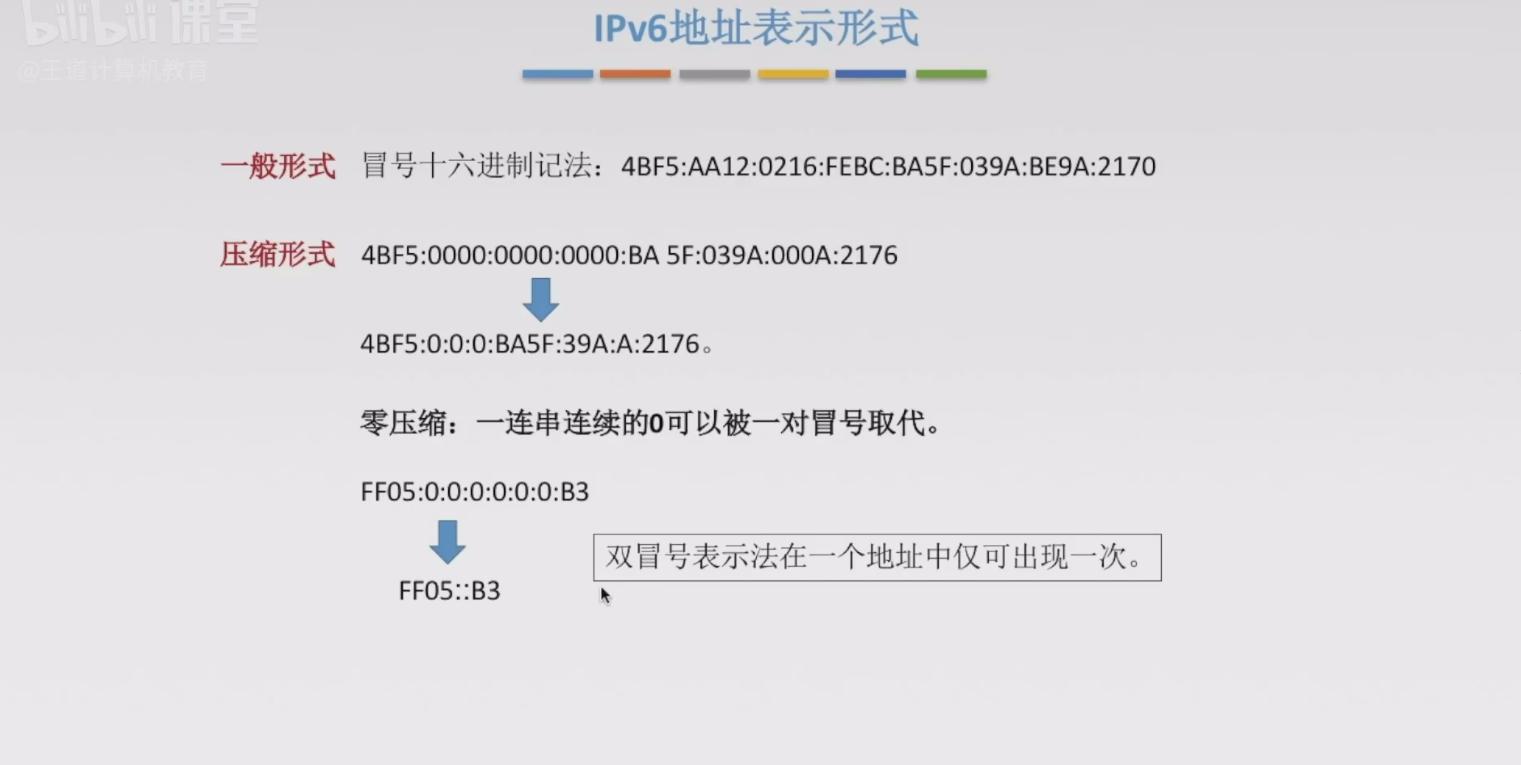 bilibili 课堂
@王道计算机教育
IPv6地址表示形式
一般形式 冒号十六进制记法：4BF5:AA12:0216:FEBC:BA5F:039A:BE9A:2170
压缩形式 4BF5:0000:0000:0000:BA 5F:039A:000A:2176
4BF5:0:0:0:BA5F:39A:A:2176。
零压缩：一连串连续的0可以被一对冒号取代。
FF05:0:0:0:0:0:0:B3
双冒号表示法在一个地址中仅可出现一次。
FF05::B3